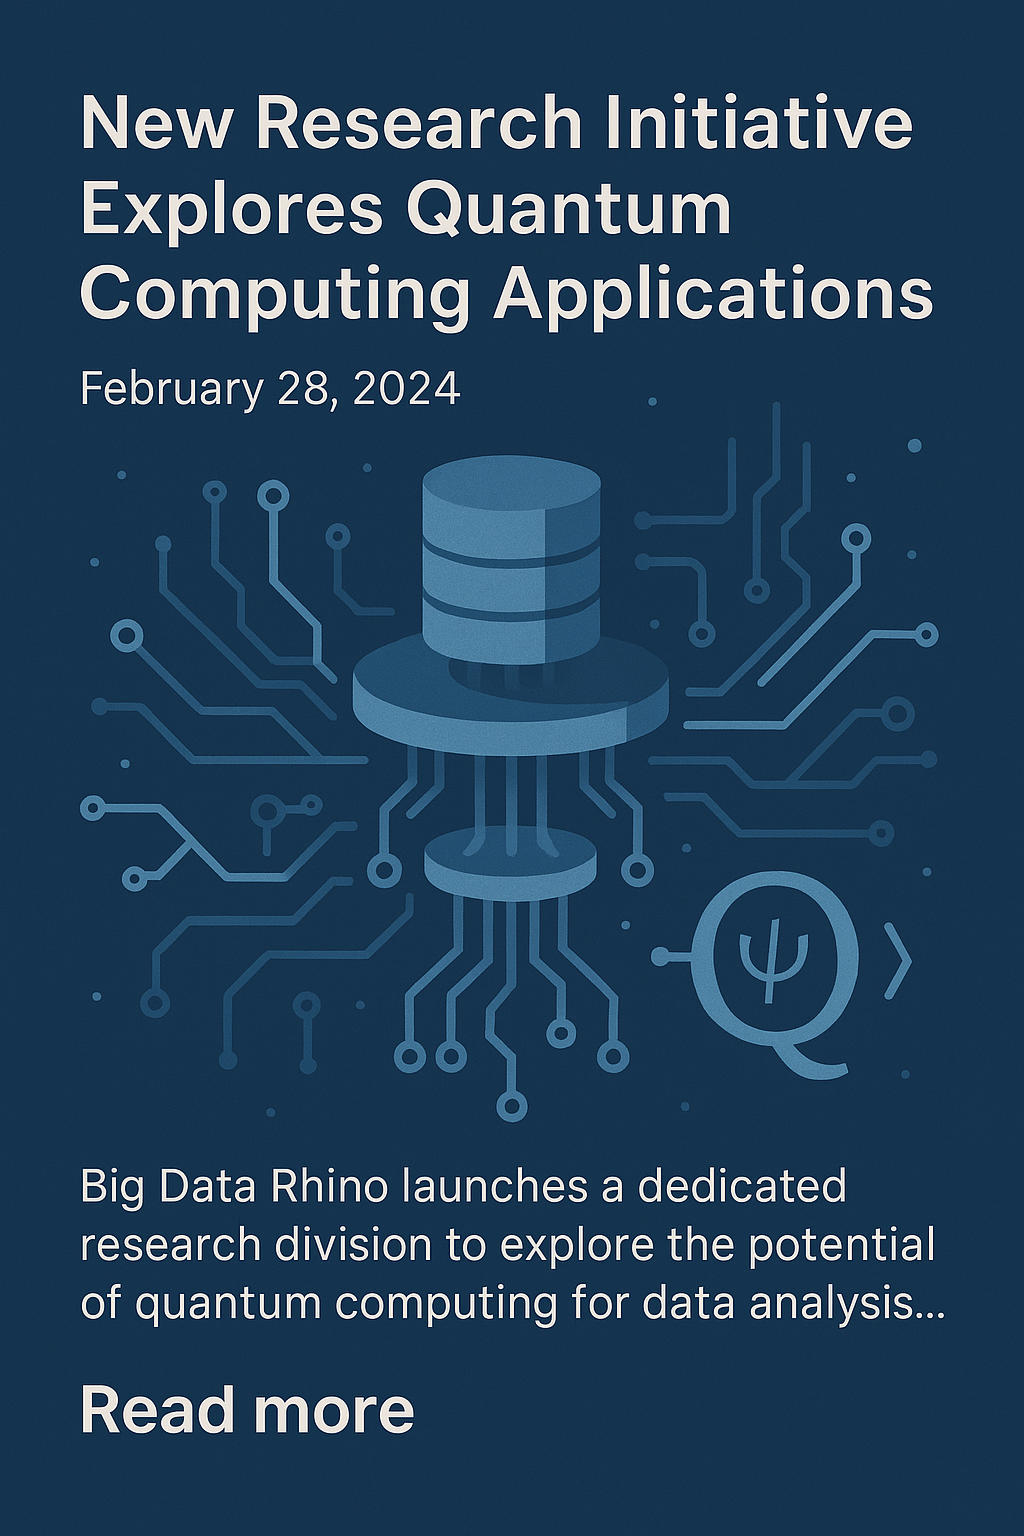 New Research Initiative
Explores Quantum
Computing Applications
February 28, 2024
Qψ〉
Big Data Rhino launches a dedicated
research division to explore the potential
of quantum computing for data analysis...
Read more